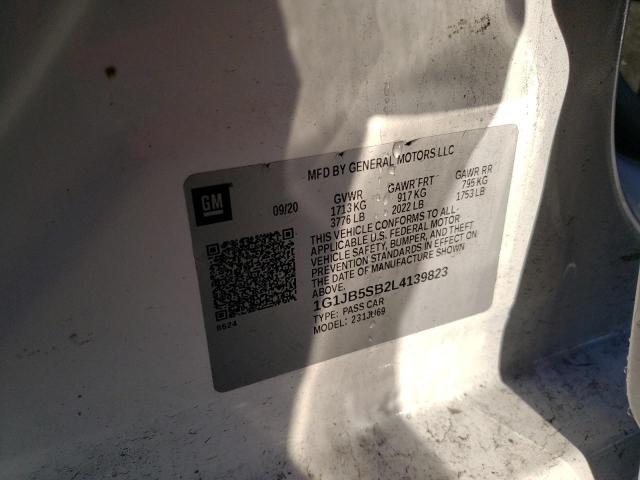 MFD BY GENERAL MOTORS LLC
GM
09/20
GVWR GAWR FRT GAWR RR
1713 KG 917 KG 795 KG
3776 LB 2022 LB 1753 LB
THIS VEHICLE CONFORMS TO ALL
APPLICABLE U.S. FEDERAL MOTOR
VEHICLE SAFETY, BUMPER, AND THEFT
PREVENTION STANDARDS IN EFFECT ON
THE DATE OF MANUFACTURE SHOWN
ABOVE.
1G1JB5SB2L4139823
TYPE: PASS CAR
MODEL: 231JU69
6624